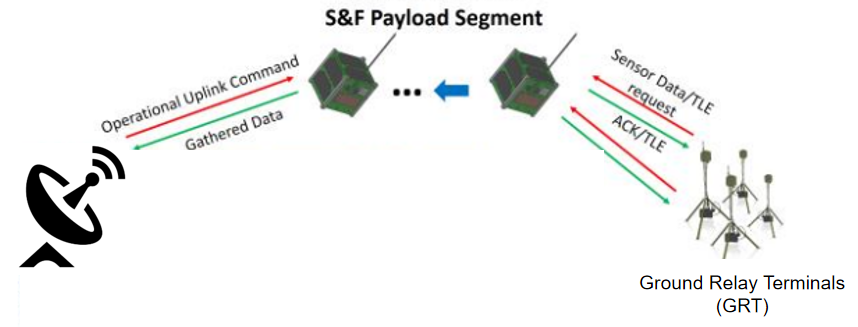 S&F Payload Segment
Operational Uplink Command
Gathered Data
Sensor Data/TLE
request
ACK/TLE
Ground Relay Terminals
(GRT)